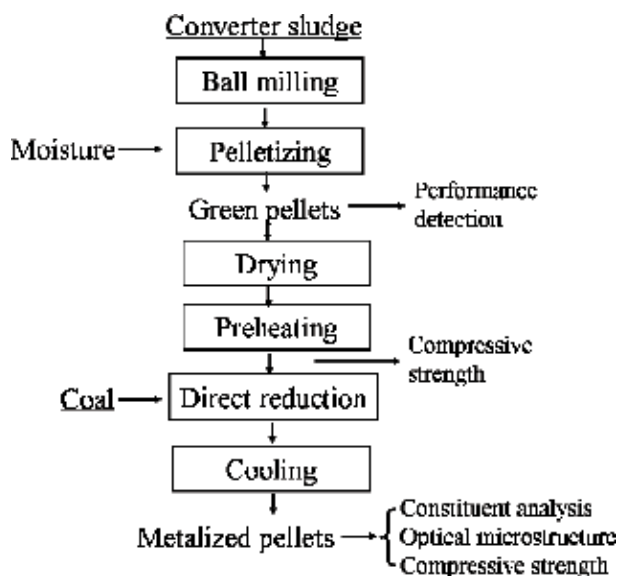 Converter sludge
Ball milling
Moisture
Pelletizing
Green pellets
Performance
detection
Drying
Preheating
Compressive
strength
Coal
Direct reduction
Cooling
Metalized pellets
Constituent analysis
Optical microstructure
Compressive strength